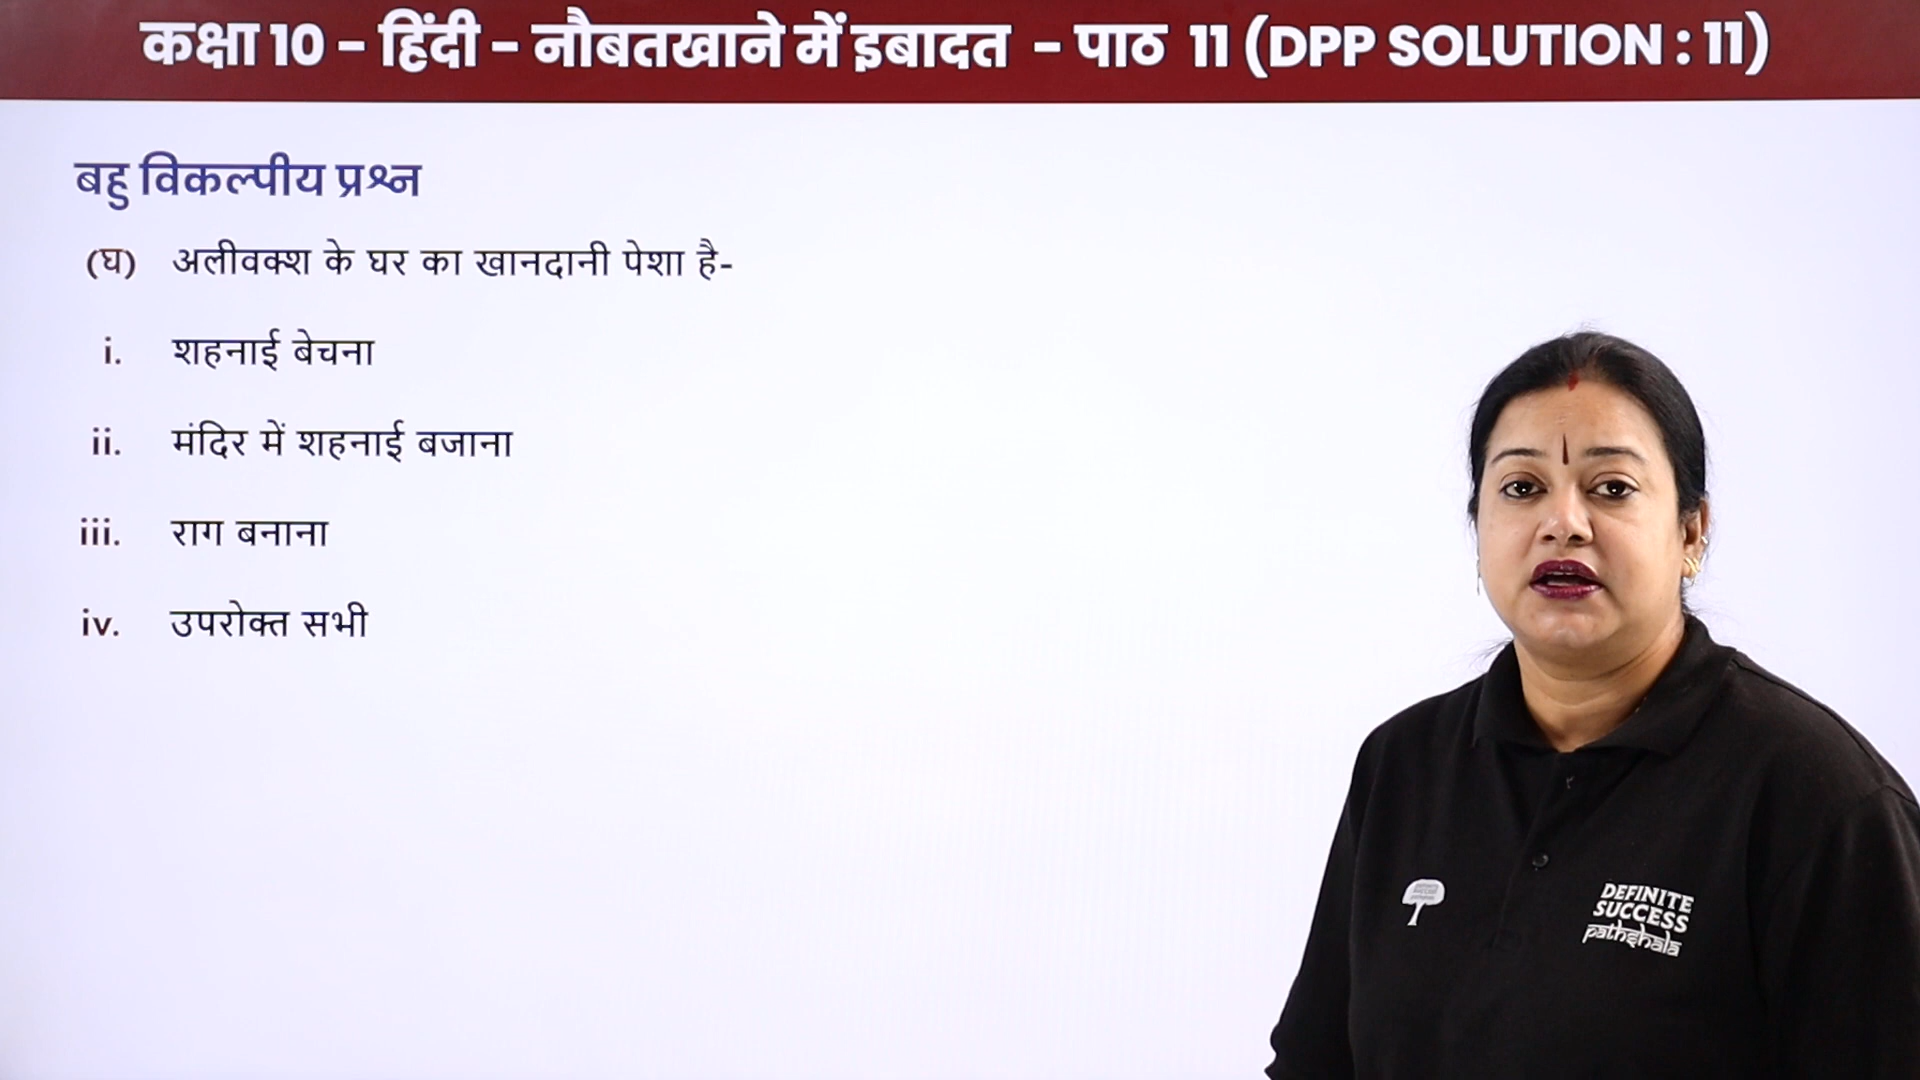 कक्षा 10 - हिंदी - नौबतखाने में इबादत - पाठ 11 (DPP SOLUTION : 11)
बहु विकल्पीय प्रश्न
(घ) अलीवक्श के घर का खानदानी पेशा है-
i. शहनाई बेचना
ii. मंदिर में शहनाई बजाना
iii. राग बनाना
iv. उपरोक्त सभी
DEFINITE
SUCCESS
pathshala